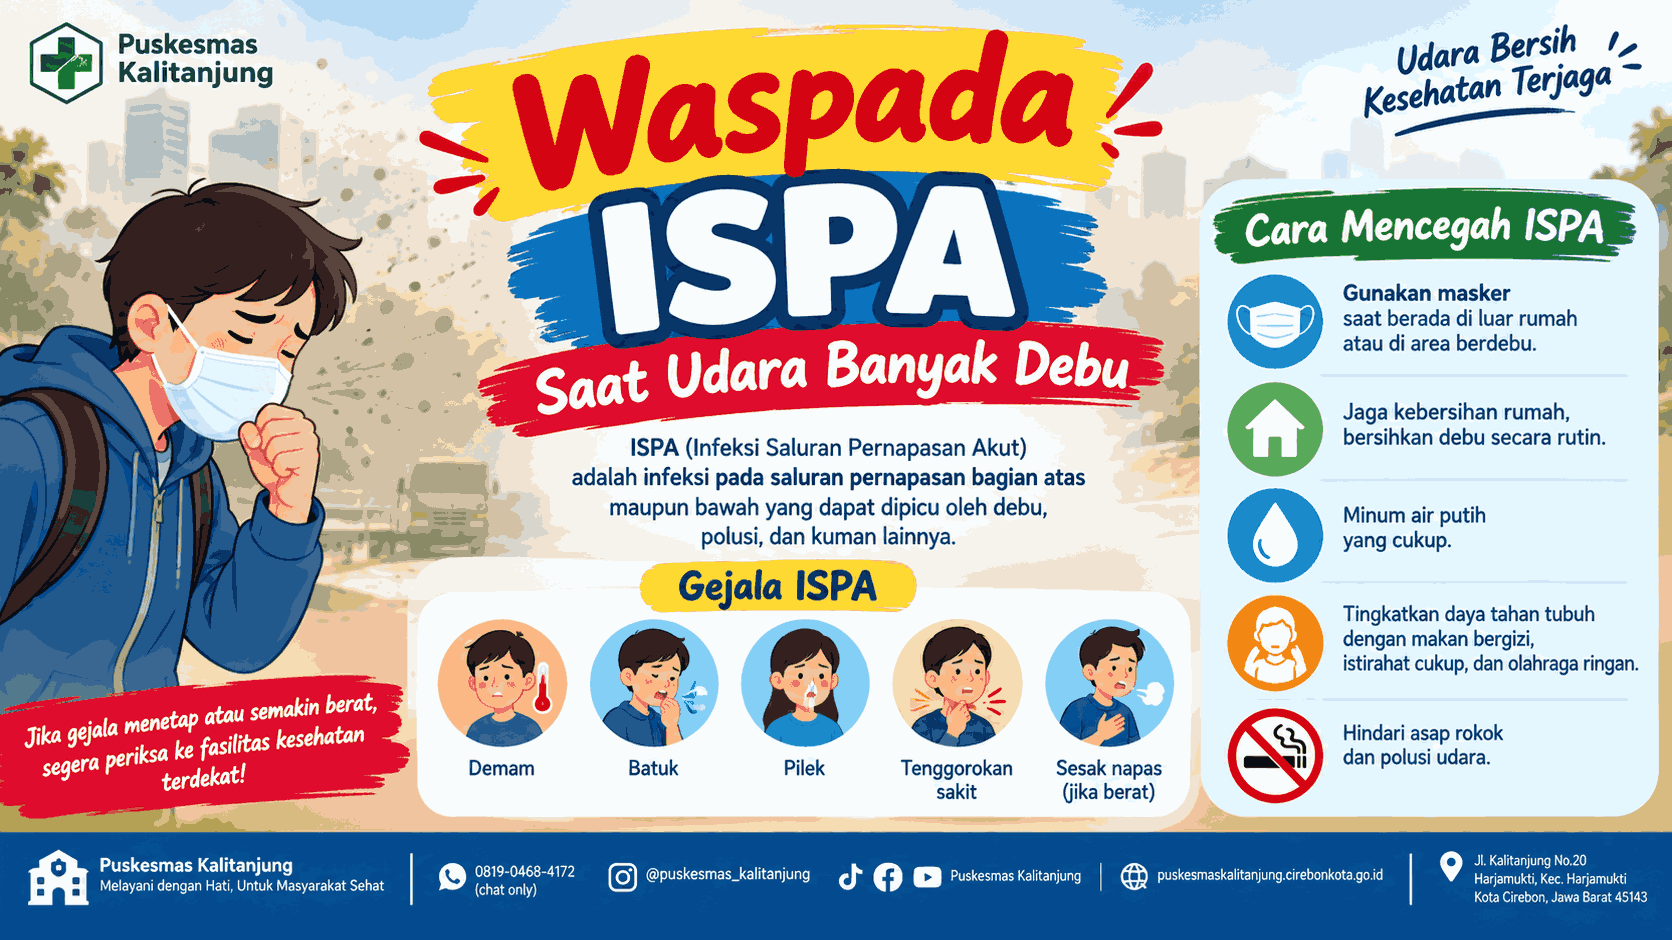 Puskesmas
Kalitanjung
Waspada
ISPA
Saat Udara Banyak Debu
Udara Bersih
Kesehatan Terjaga
ISPA (Infeksi Saluran Pernapasan Akut)
adalah infeksi pada saluran pernapasan bagian atas
maupun bawah yang dapat dipicu oleh debu,
polusi, dan kuman lainnya.
Gejala ISPA
Demam
Batuk
Pilek
Tenggorokan
sakit
Sesak napas
(jika berat)
Jika gejala menetap atau semakin berat,
segera periksa ke fasilitas kesehatan
terdekat!
Cara Mencegah ISPA
Gunakan masker
saat berada di luar rumah
atau di area berdebu.
Jaga kebersihan rumah,
bersihkan debu secara rutin.
Minum air putih
yang cukup.
Tingkatkan daya tahan tubuh
dengan makan bergizi,
istirahat cukup, dan olahraga ringan.
Hindari asap rokok
dan polusi udara.
Puskesmas Kalitanjung
Melayani dengan Hati, Untuk Masyarakat Sehat
0819-0468-4172
(chat only)
@puskesmas_kalitanjung
Puskesmas Kalitanjung
puskesmaskalitanjung.cirebonkota.go.id
Jl. Kalitanjung No.20
Harjamukti, Kec. Harjamukti
Kota Cirebon, Jawa Barat 45143